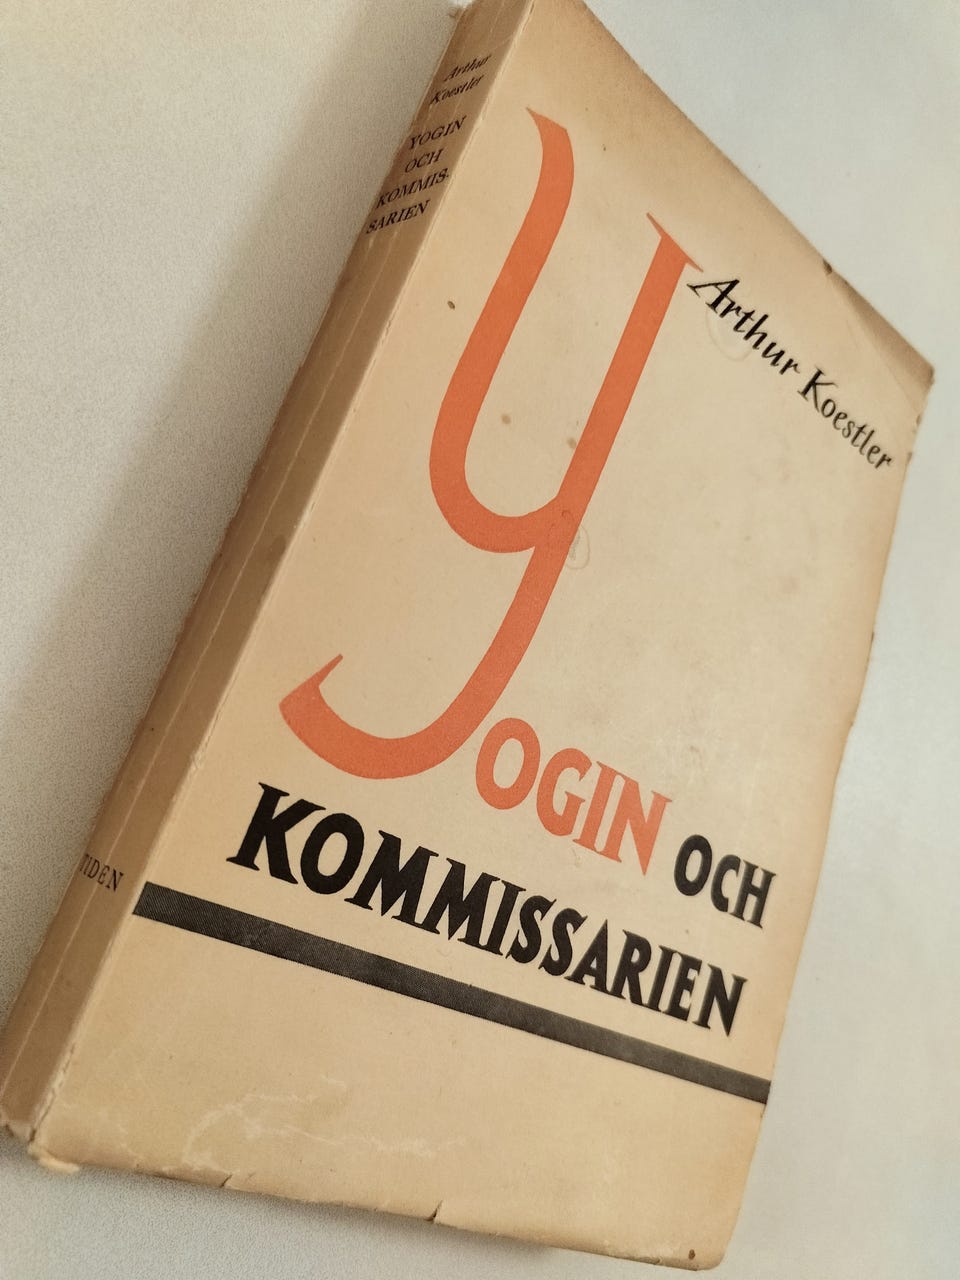 Arthur
Koestler
YOGIN
OCH
KOMMIS-
SARIEN
TIDEN
Arthur Koestler
YOGIN OCH
KOMMISSARIEN